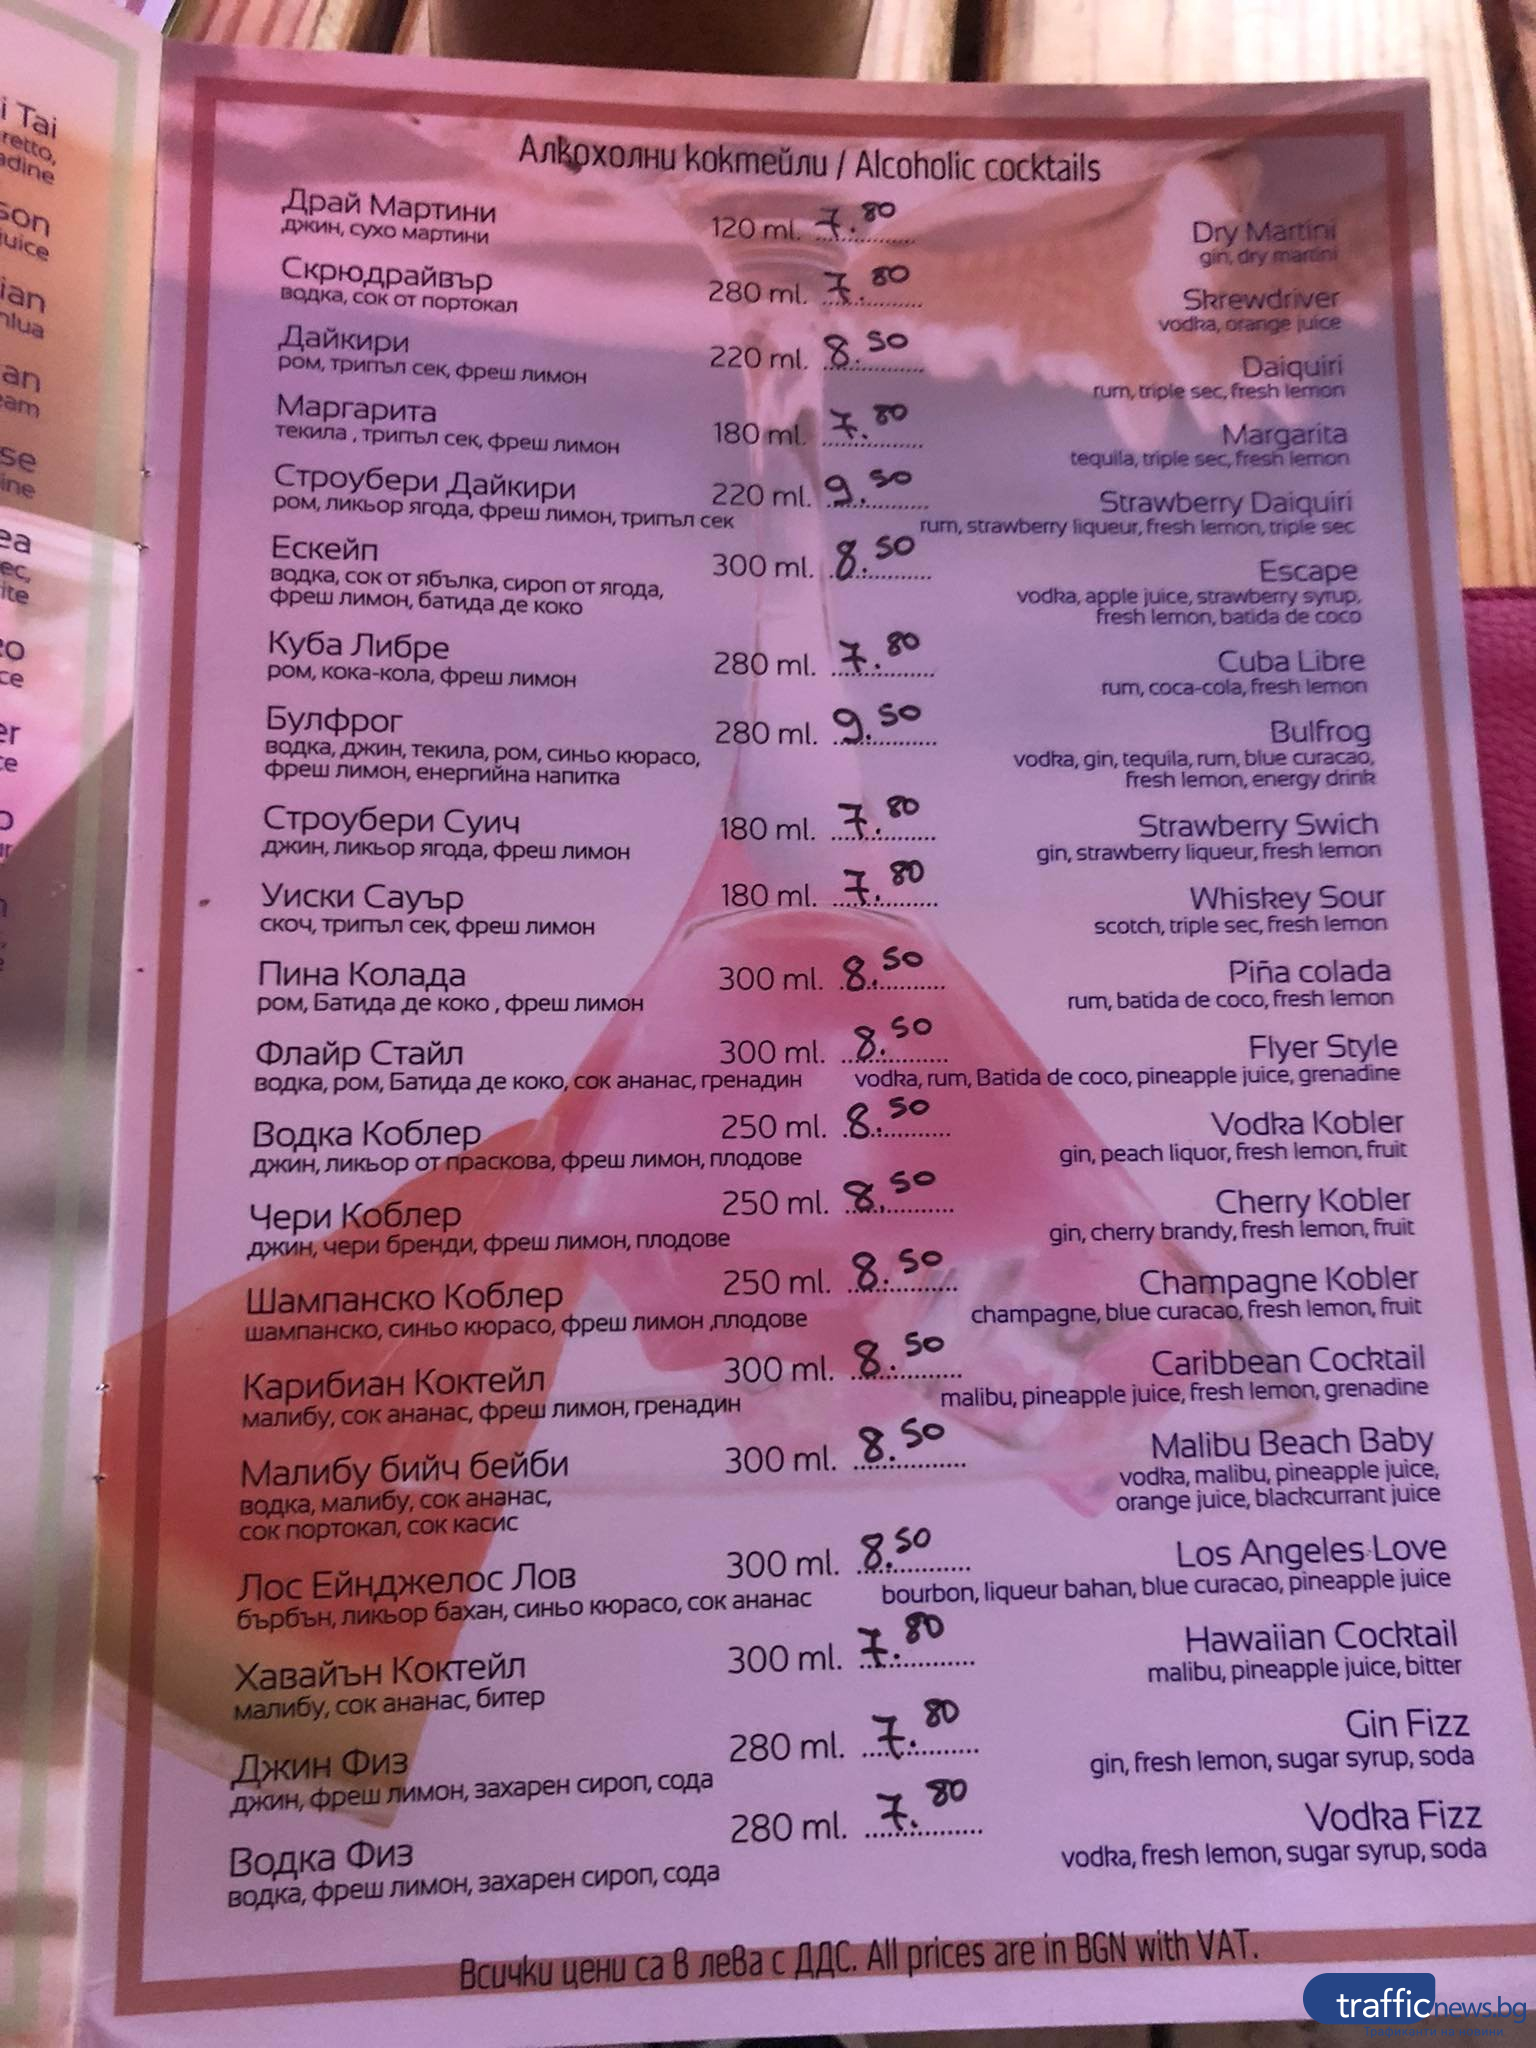 i Tai
retto,
adine
son
juice
ian
hlua
an
eam
se
ine
ea
ec,
ite
eo
ce
er
ce
Алкохолни коктейли / Alcoholic cocktails
Драй Мартини 120 ml. 7.80 Dry Martini
джин, сухо мартини gin, dry martini
Скрюдрайвър 280 ml. 7.80 Skrewdriver
водка, сок от портокал vodka, orange juice
Дайкири 220 ml. 8.50 Daiquiri
ром, трипъл сек, фреш лимон rum, triple sec, fresh lemon
Маргарита 180 ml. 7.80 Margarita
текила , трипъл сек, фреш лимон tequila, triple sec, fresh lemon
Строубери Дайкири 220 ml. 9.50 Strawberry Daiquiri
ром, ликьор ягода, фреш лимон, трипъл сек rum, strawberry liqueur, fresh lemon, triple sec
Ескейп 300 ml. 8.50 Escape
водка, сок от ябълка, сироп от ягода, vodka, apple juice, strawberry syrup,
фреш лимон, батида де коко fresh lemon, batida de coco
Куба Либре 280 ml. 7.80 Cuba Libre
ром, кока-кола, фреш лимон rum, coca-cola, fresh lemon
Булфрог 280 ml. 9.50 Bulfrog
водка, джин, текила, ром, синьо кюрасо, vodka, gin, tequila, rum, blue curacao,
фреш лимон, енергийна напитка fresh lemon, energy drink
Строубери Суич 180 ml. 7.80 Strawberry Swich
джин, ликьор ягода, фреш лимон gin, strawberry liqueur, fresh lemon
Уиски Сауър 180 ml. 7.80 Whiskey Sour
скоч, трипъл сек, фреш лимон scotch, triple sec, fresh lemon
Пина Колада 300 ml. 8.50 Piña colada
ром, Батида де коко , фреш лимон rum, batida de coco, fresh lemon
Флайр Стайл 300 ml. 8.50 Flyer Style
водка, ром, Батида де коко, сок ананас, гренадин vodka, rum, Batida de coco, pineapple juice, grenadine
Водка Коблер 250 ml. 8.50 Vodka Kobler
джин, ликьор от праскова, фреш лимон, плодове gin, peach liquor, fresh lemon, fruit
Чери Коблер 250 ml. 8.50 Cherry Kobler
джин, чери бренди, фреш лимон, плодове gin, cherry brandy, fresh lemon, fruit
Шампанско Коблер 250 ml. 8.50 Champagne Kobler
шампанско, синьо кюрасо, фреш лимон ,плодове champagne, blue curacao, fresh lemon, fruit
Карибиан Коктейл 300 ml. 8.50 Caribbean Cocktail
малибу, сок ананас, фреш лимон, гренадин malibu, pineapple juice, fresh lemon, grenadine
Малибу бийч бейби 300 ml. 8.50 Malibu Beach Baby
водка, малибу, сок ананас, vodka, malibu, pineapple juice,
сок портокал, сок касис orange juice, blackcurrant juice
Лос Ейнджелос Лов 300 ml. 8.50 Los Angeles Love
бърбън, ликьор бахан, синьо кюрасо, сок ананас bourbon, liqueur bahan, blue curacao, pineapple juice
Хавайън Коктейл 300 ml. 7.80 Hawaiian Cocktail
малибу, сок ананас, битер malibu, pineapple juice, bitter
Джин Физ 280 ml. 7.80 Gin Fizz
джин, фреш лимон, захарен сироп, сода gin, fresh lemon, sugar syrup, soda
Водка Физ 280 ml. 7.80 Vodka Fizz
водка, фреш лимон, захарен сироп, сода vodka, fresh lemon, sugar syrup, soda
Всички цени са в лева с ДДС. All prices are in BGN with VAT.
trafficnews.bg